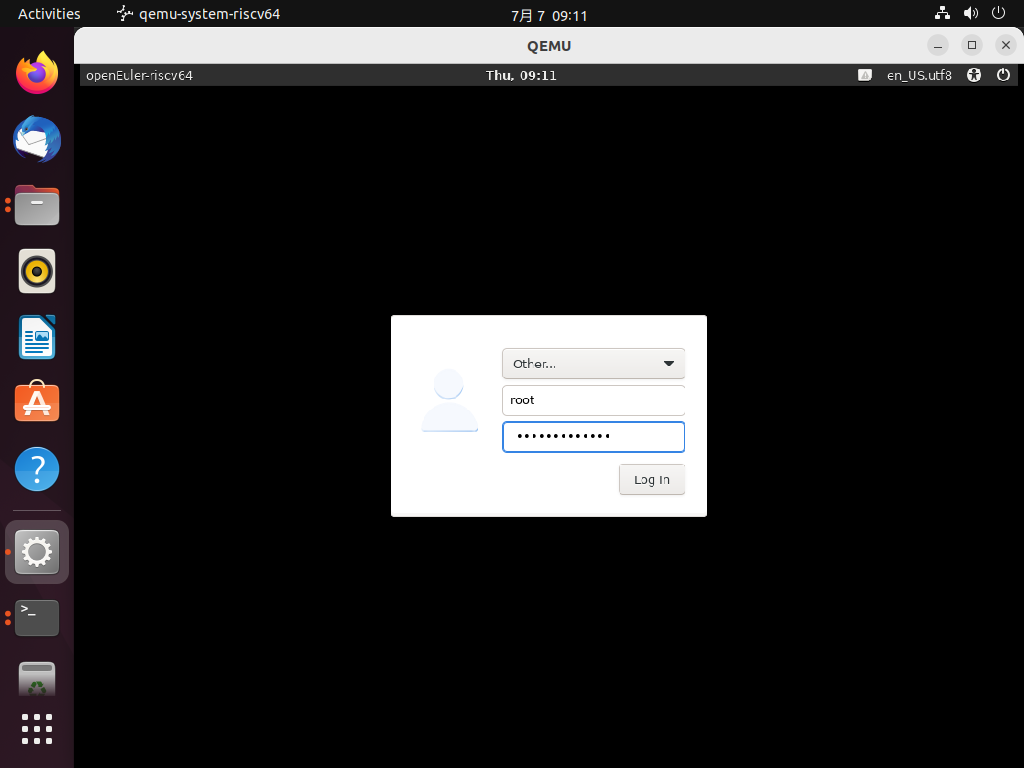 Activities qemu-system-riscv64 7月 7 09:11
QEMU
openEuler-riscv64 Thu, 09:11 en_US.utf8
Other...
root
•••••••••••••
Log In
>_